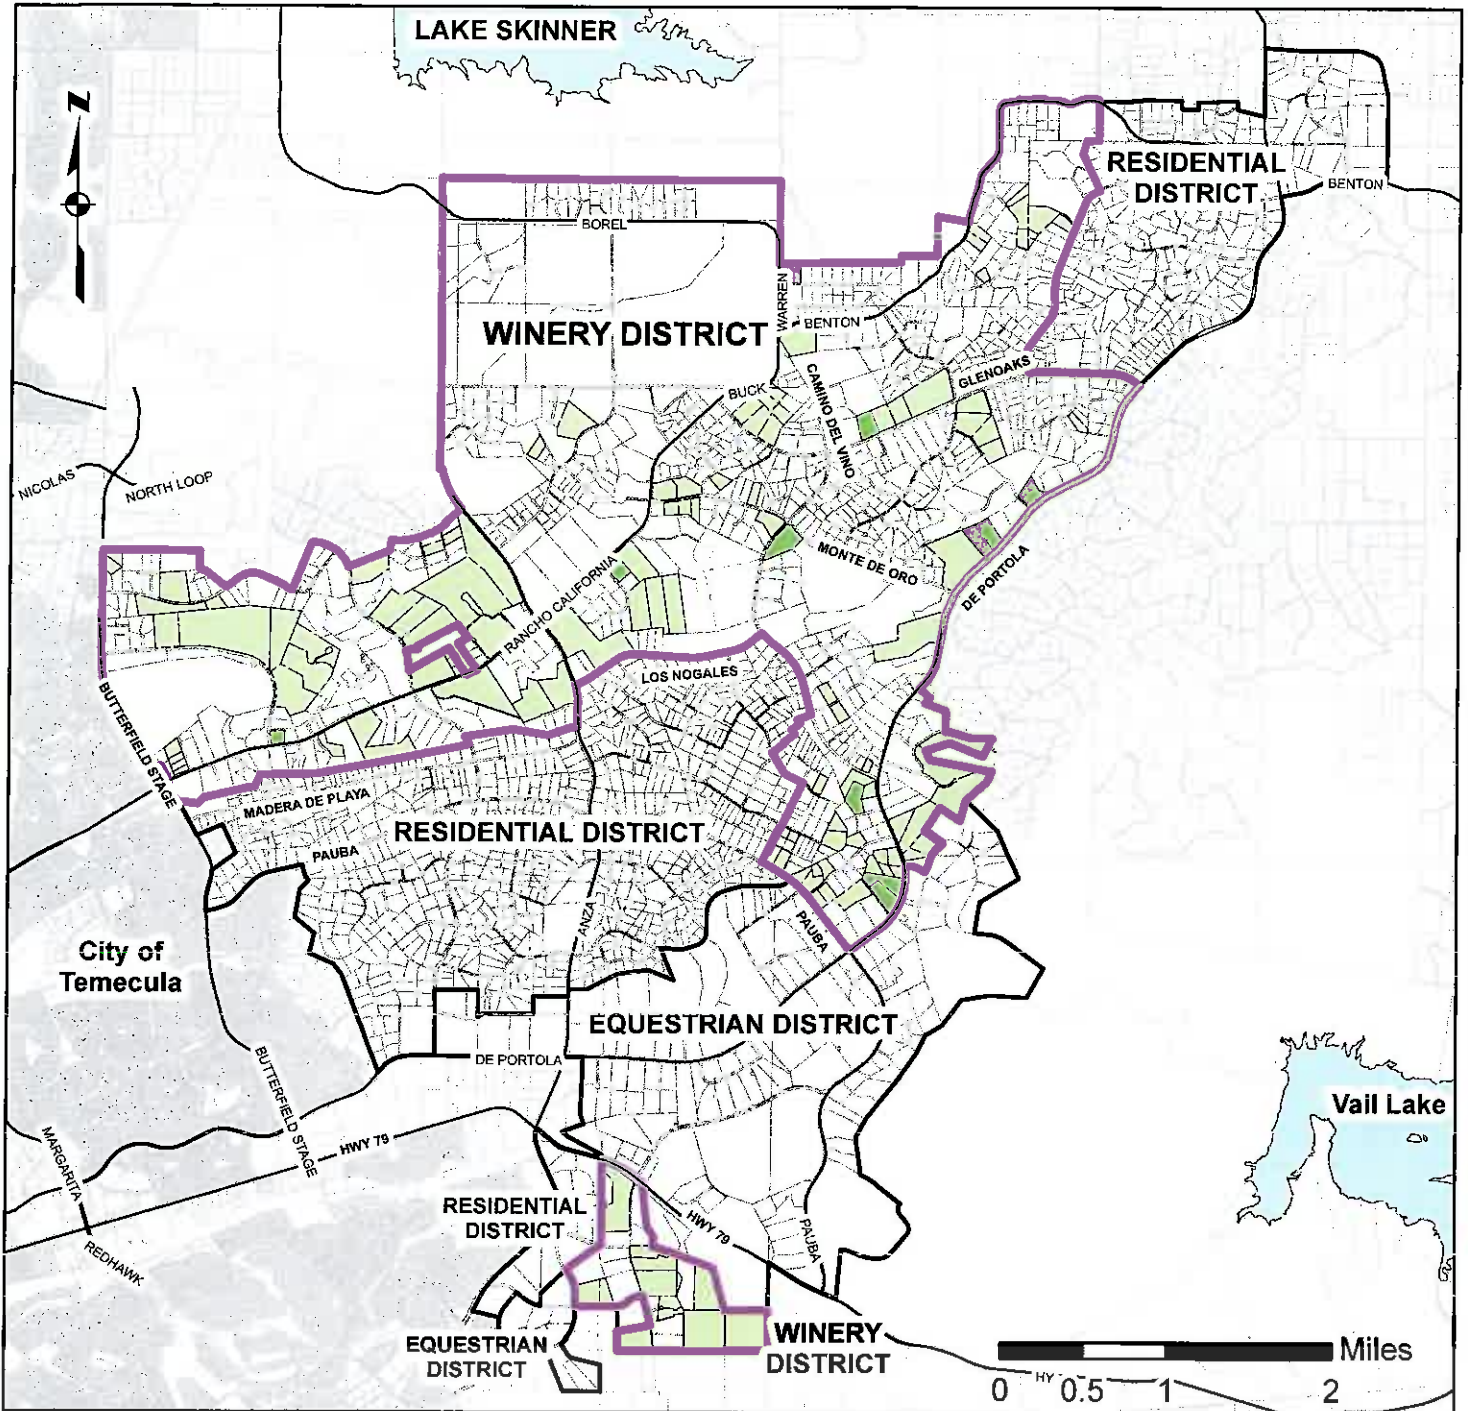 LAKE SKINNER
N
RESIDENTIAL
DISTRICT
BENTON
BOREL
WARREN
WINERY DISTRICT
BENTON
GLENOAKS
BUCK
CAMINO DEL VINO
NICOLAS
NORTH LOOP
MONTE DE ORO
RANCHO CALIFORNIA
DE PORTOLA
LOS NOGALES
BUTTERFIELD STAGE
MADERA DE PLAYA
RESIDENTIAL DISTRICT
PAUBA
ANZA
PAUBA
City of
Temecula
EQUESTRIAN DISTRICT
DE PORTOLA
BUTTERFIELD STAGE
Vail Lake
MARGARITA
HWY 79
RESIDENTIAL
DISTRICT
HWY 79
PAUBA
REDHAWK
EQUESTRIAN
DISTRICT
WINERY
DISTRICT
Miles
0
HY
0.5
1
2